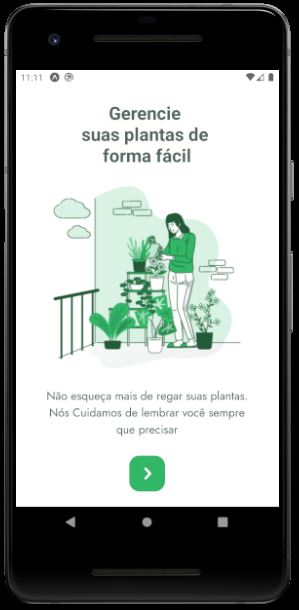 11:11
Gerencie
suas plantas de
forma fácil
Não esqueça mais de regar suas plantas.
Nós Cuidamos de lembrar você sempre
que precisar